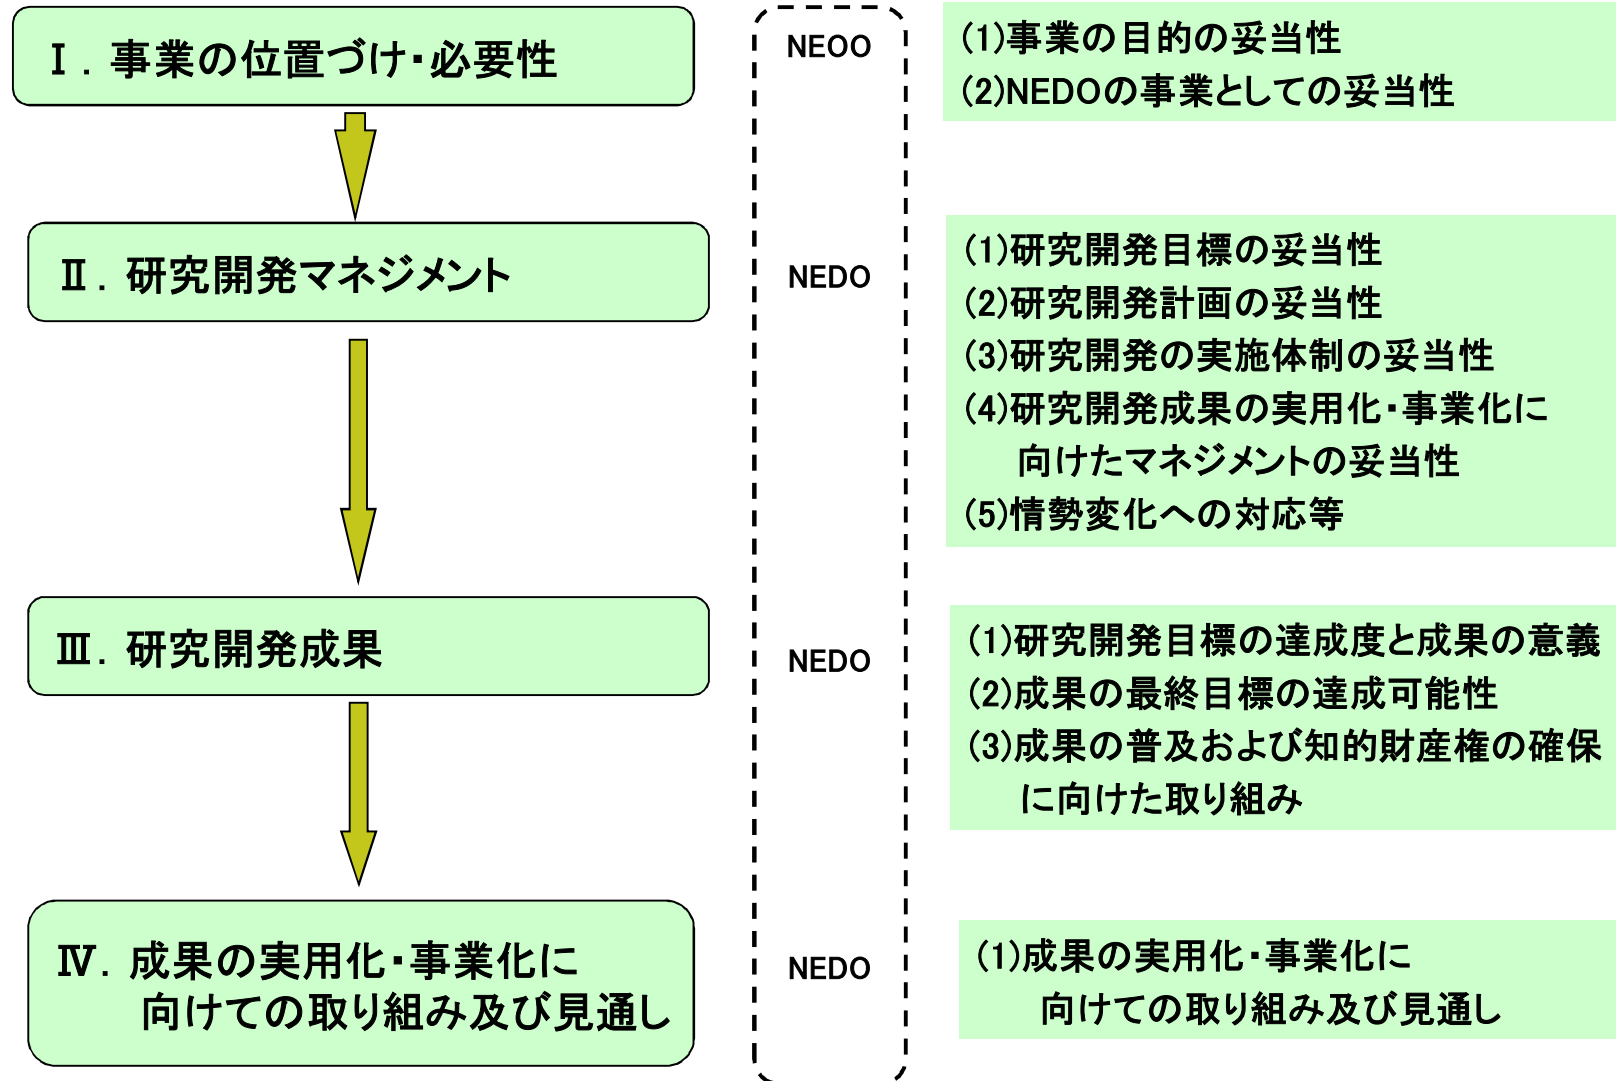 Ⅰ. 事業の位置づけ・必要性
NEOO
(1)事業の目的の妥当性
(2)NEDOの事業としての妥当性
Ⅱ. 研究開発マネジメント
NEDO
(1)研究開発目標の妥当性
(2)研究開発計画の妥当性
(3)研究開発の実施体制の妥当性
(4)研究開発成果の実用化・事業化に
向けたマネジメントの妥当性
(5)情勢変化への対応等
Ⅲ. 研究開発成果
NEDO
(1)研究開発目標の達成度と成果の意義
(2)成果の最終目標の達成可能性
(3)成果の普及および知的財産権の確保
に向けた取り組み
Ⅳ. 成果の実用化・事業化に
向けての取り組み及び見通し
NEDO
(1)成果の実用化・事業化に
向けての取り組み及び見通し